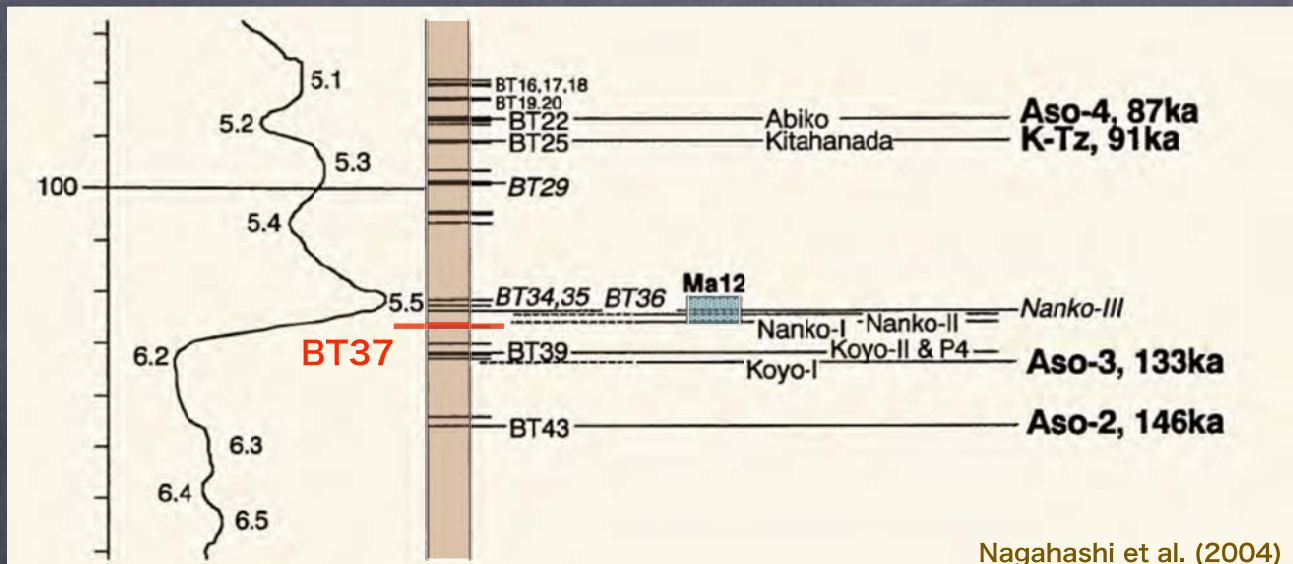 5.1
BT16,17,18
BT19,20
5.2
BT22
Abiko
Aso-4, 87ka
BT25
Kitahanada
K-Tz, 91ka
5.3
100
BT29
5.4
Ma12
5.5
BT34,35
BT36
Nanko-III
Nanko-I
Nanko-II
BT37
6.2
BT39
Koyo-II & P4
Koyo-I
Aso-3, 133ka
BT43
Aso-2, 146ka
6.3
6.4
6.5
Nagahashi et al. (2004)